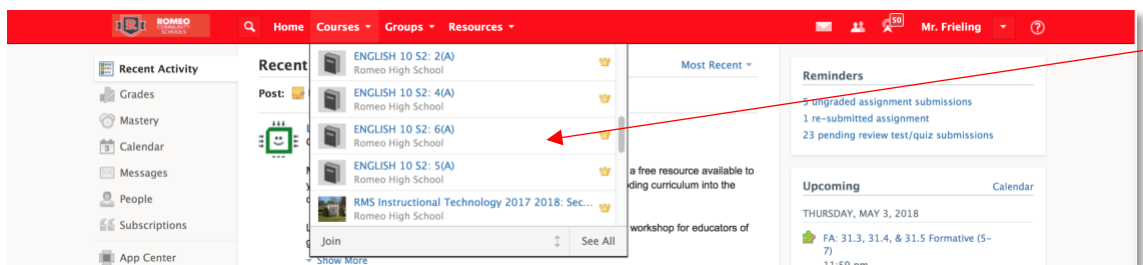 ROMEO
COMMUNITY
SCHOOLS
Home Courses Groups Resources
50
Mr. Frieling
Recent Activity
Grades
Mastery
Calendar
Messages
People
Subscriptions
App Center
Recent
Most Recent
Post:
ENGLISH 10 S2: 2(A)
Romeo High School
ENGLISH 10 S2: 4(A)
Romeo High School
ENGLISH 10 S2: 6(A)
Romeo High School
ENGLISH 10 S2: 5(A)
Romeo High School
RMS Instructional Technology 2017 2018: Sec...
Romeo High School
Join
See All
a free resource available to
ding curriculum into the
workshop for educators of
Show More
Reminders
5 ungraded assignment submissions
1 re-submitted assignment
23 pending review test/quiz submissions
Upcoming
Calendar
THURSDAY, MAY 3, 2018
FA: 31.3, 31.4, & 31.5 Formative (5-
7)
11:59 pm